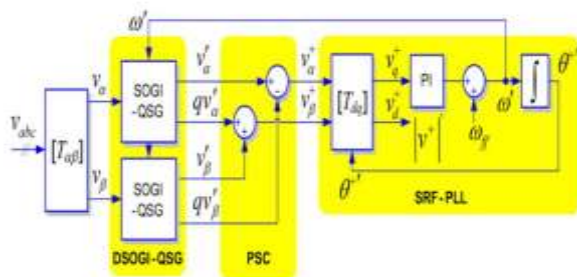 ω′ θ⁺′
v_abc [T_αβ] v_α v_β
SOGI
-QSG
SOGI
-QSG
v′_α
qv′_α
v′_β
qv′_β
v⁺_α
v⁺_β
[T_dq]
v⁺_q
v⁺_d
PI
ω_ff
ω′
∫
|v⁺|
θ⁺′
DSOGI-QSG PSC SRF-PLL